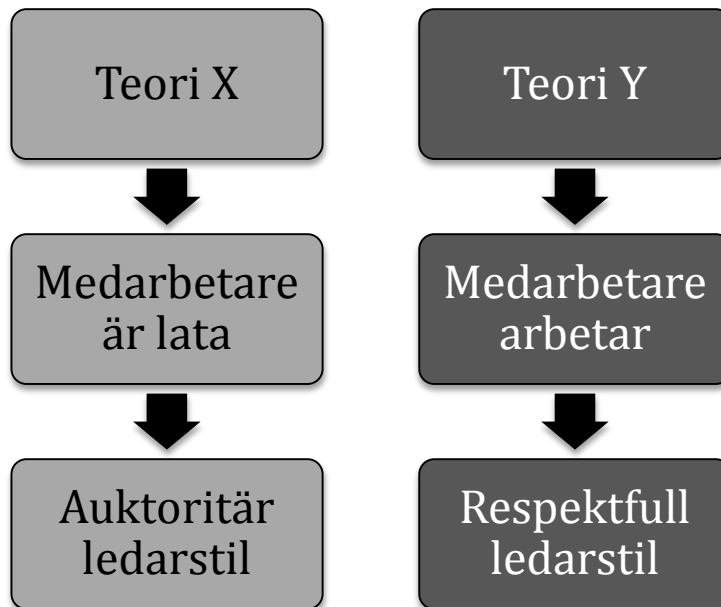 Teori X
Medarbetare
är lata
Auktoritär
ledarstil
Teori Y
Medarbetare
arbetar
Respektfull
ledarstil